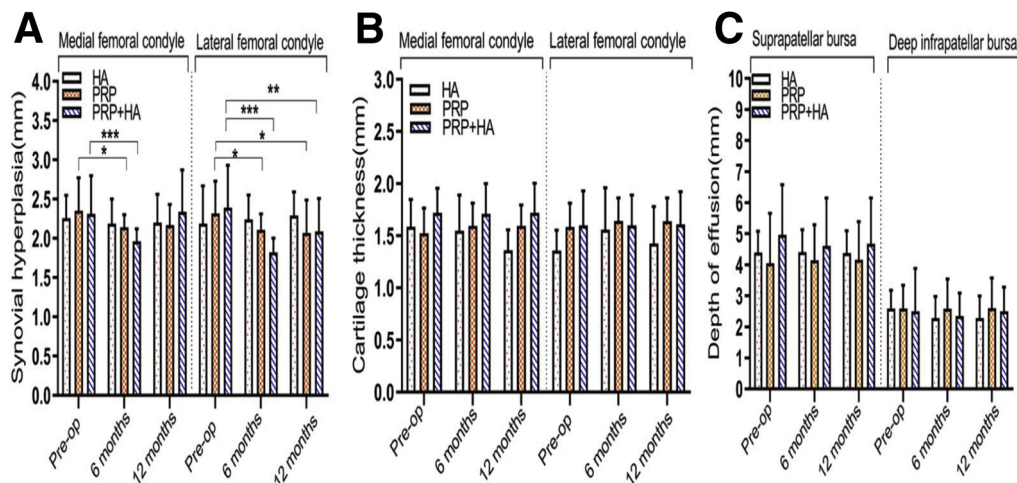 A
Medial femoral condyle Lateral femoral condyle
Synovial hyperplasia(mm)
4.0
3.5
3.0
2.5
2.0
1.5
1.0
0.5
0.0
HA
PRP
PRP+HA
*** 
*
**
***
*
*
Pre-op 6 months 12 months Pre-op 6 months 12 months
B
Medial femoral condyle Lateral femoral condyle
Cartilage thickness(mm)
3.0
2.5
2.0
1.5
1.0
0.5
0.0
HA
PRP
PRP+HA
Pre-op 6 months 12 months Pre-op 6 months 12 months
C
Suprapatellar bursa Deep infrapatellar bursa
Depth of effusion(mm)
10
9
8
7
6
5
4
3
2
1
0
HA
PRP
PRP+HA
Pre-op 6 months 12 months Pre-op 6 months 12 months